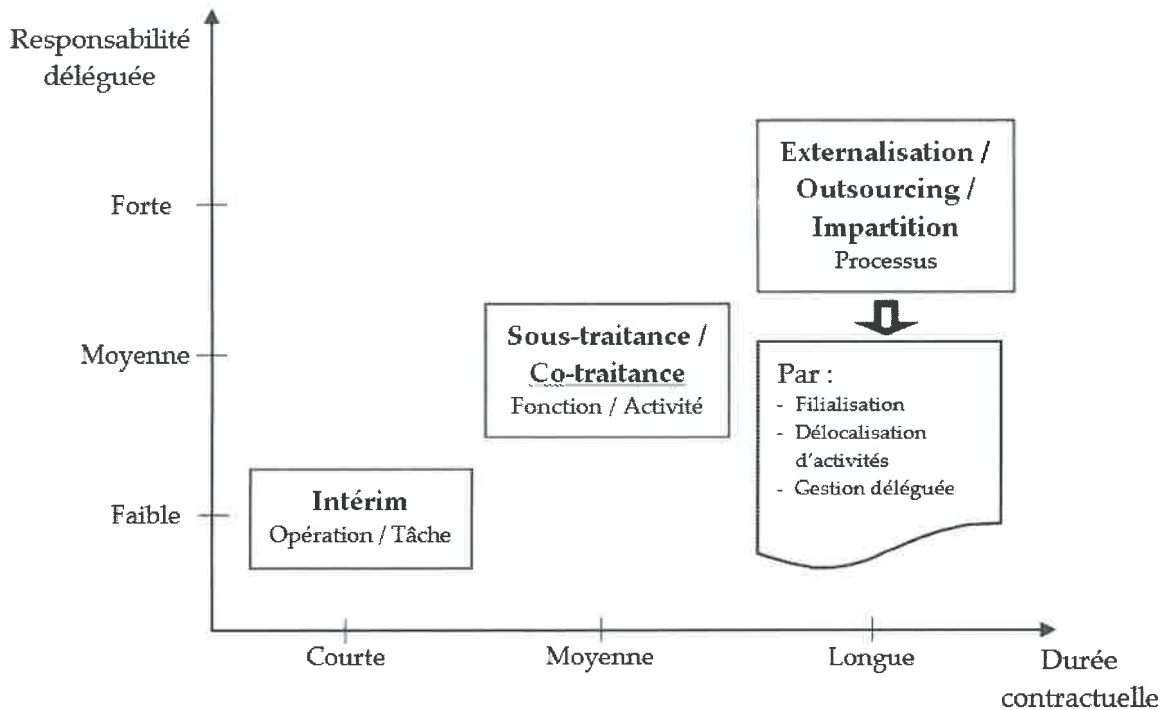 Responsabilité
déléguée
Forte
Moyenne
Faible
Externalisation /
Outsourcing /
Impartition
Processus
Sous-traitance /
Co-traitance
Fonction / Activité
Par :
- Filialisation
- Délocalisation
d'activités
- Gestion déléguée
Intérim
Opération / Tâche
Courte
Moyenne
Longue
Durée
contractuelle